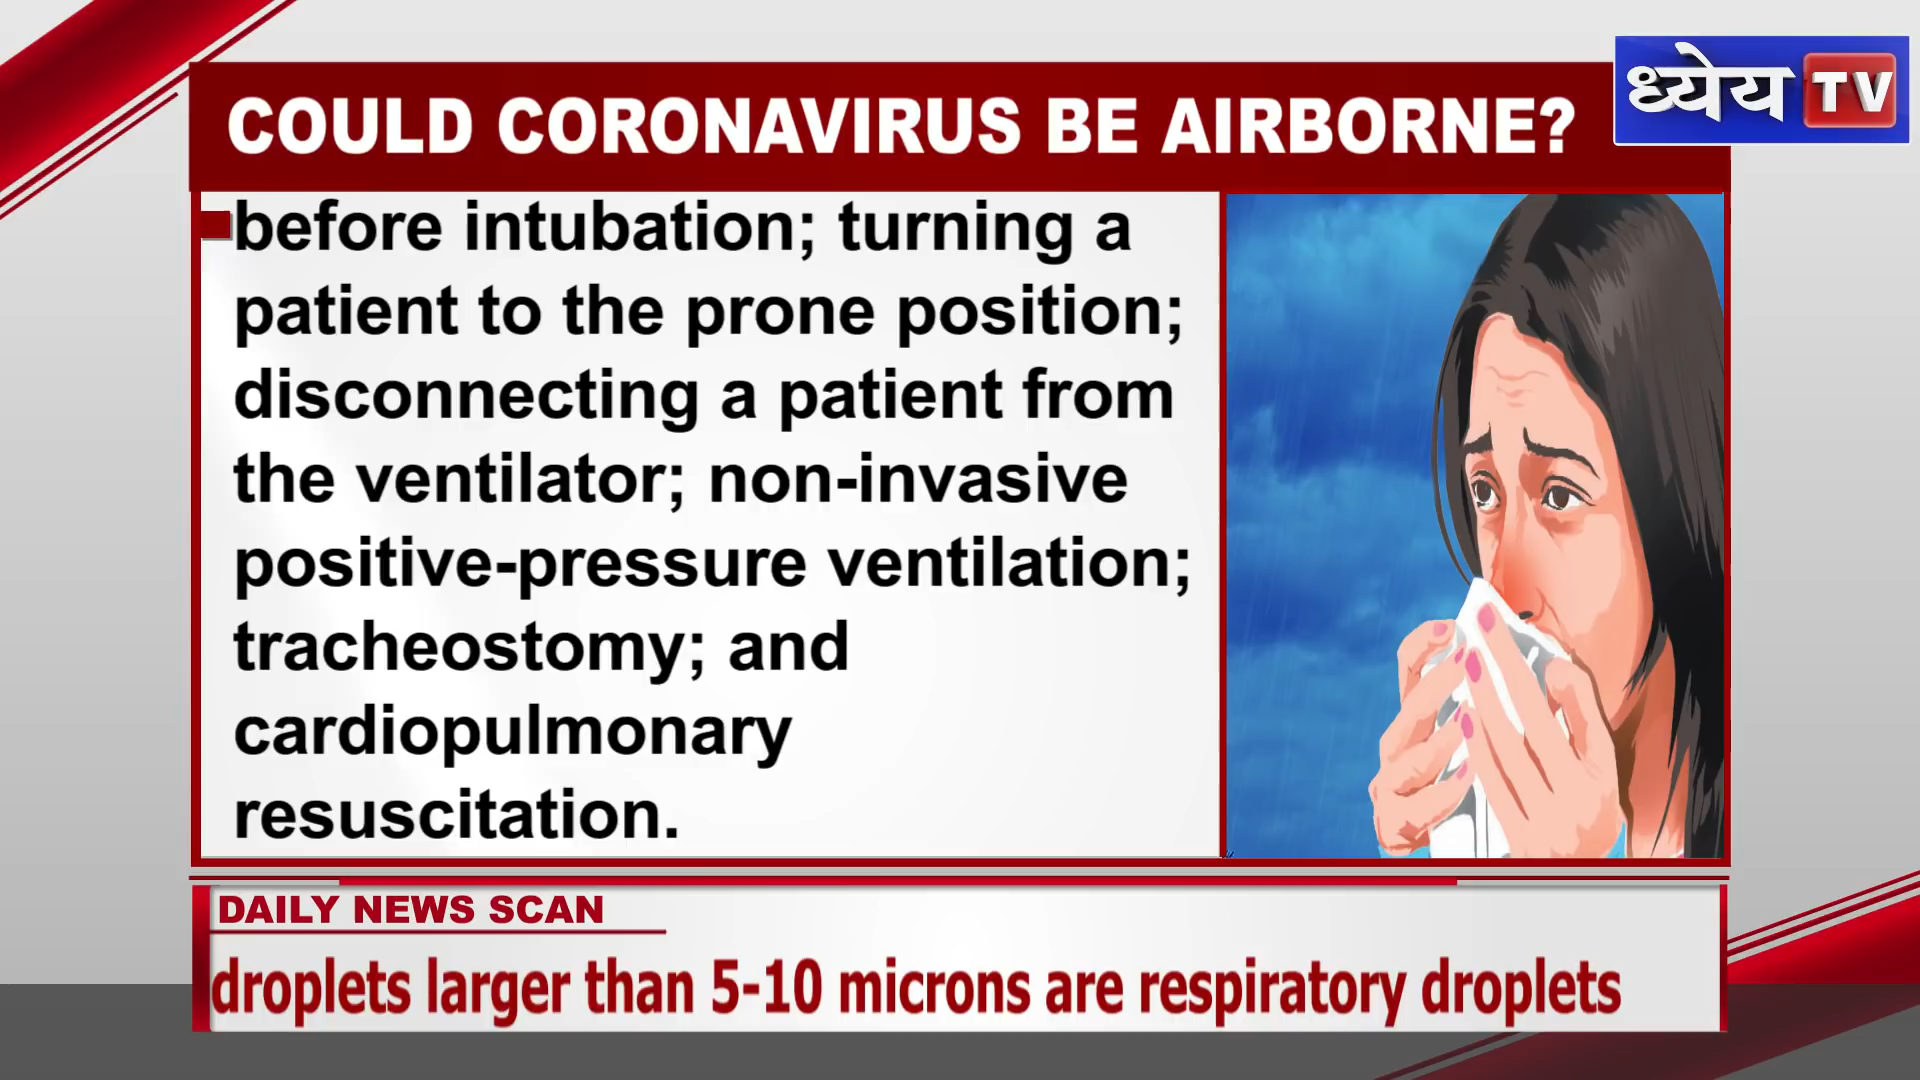 ध्येय TV
COULD CORONAVIRUS BE AIRBORNE?
before intubation; turning a
patient to the prone position;
disconnecting a patient from
the ventilator; non-invasive
positive-pressure ventilation;
tracheostomy; and
cardiopulmonary
resuscitation.
DAILY NEWS SCAN
droplets larger than 5-10 microns are respiratory droplets